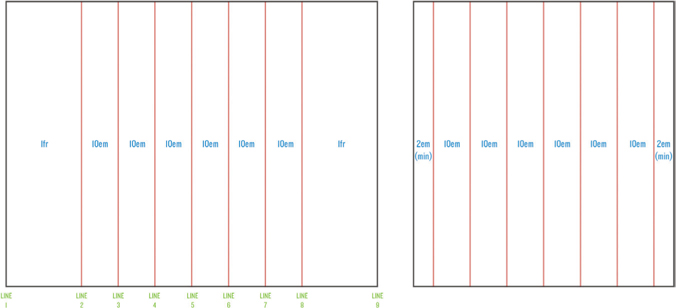 1fr 10em 10em 10em 10em 10em 10em 1fr
2em 10em 10em 10em 10em 10em 10em 2em
(min) (min)
LINE LINE LINE LINE LINE LINE LINE LINE LINE
1 2 3 4 5 6 7 8 9